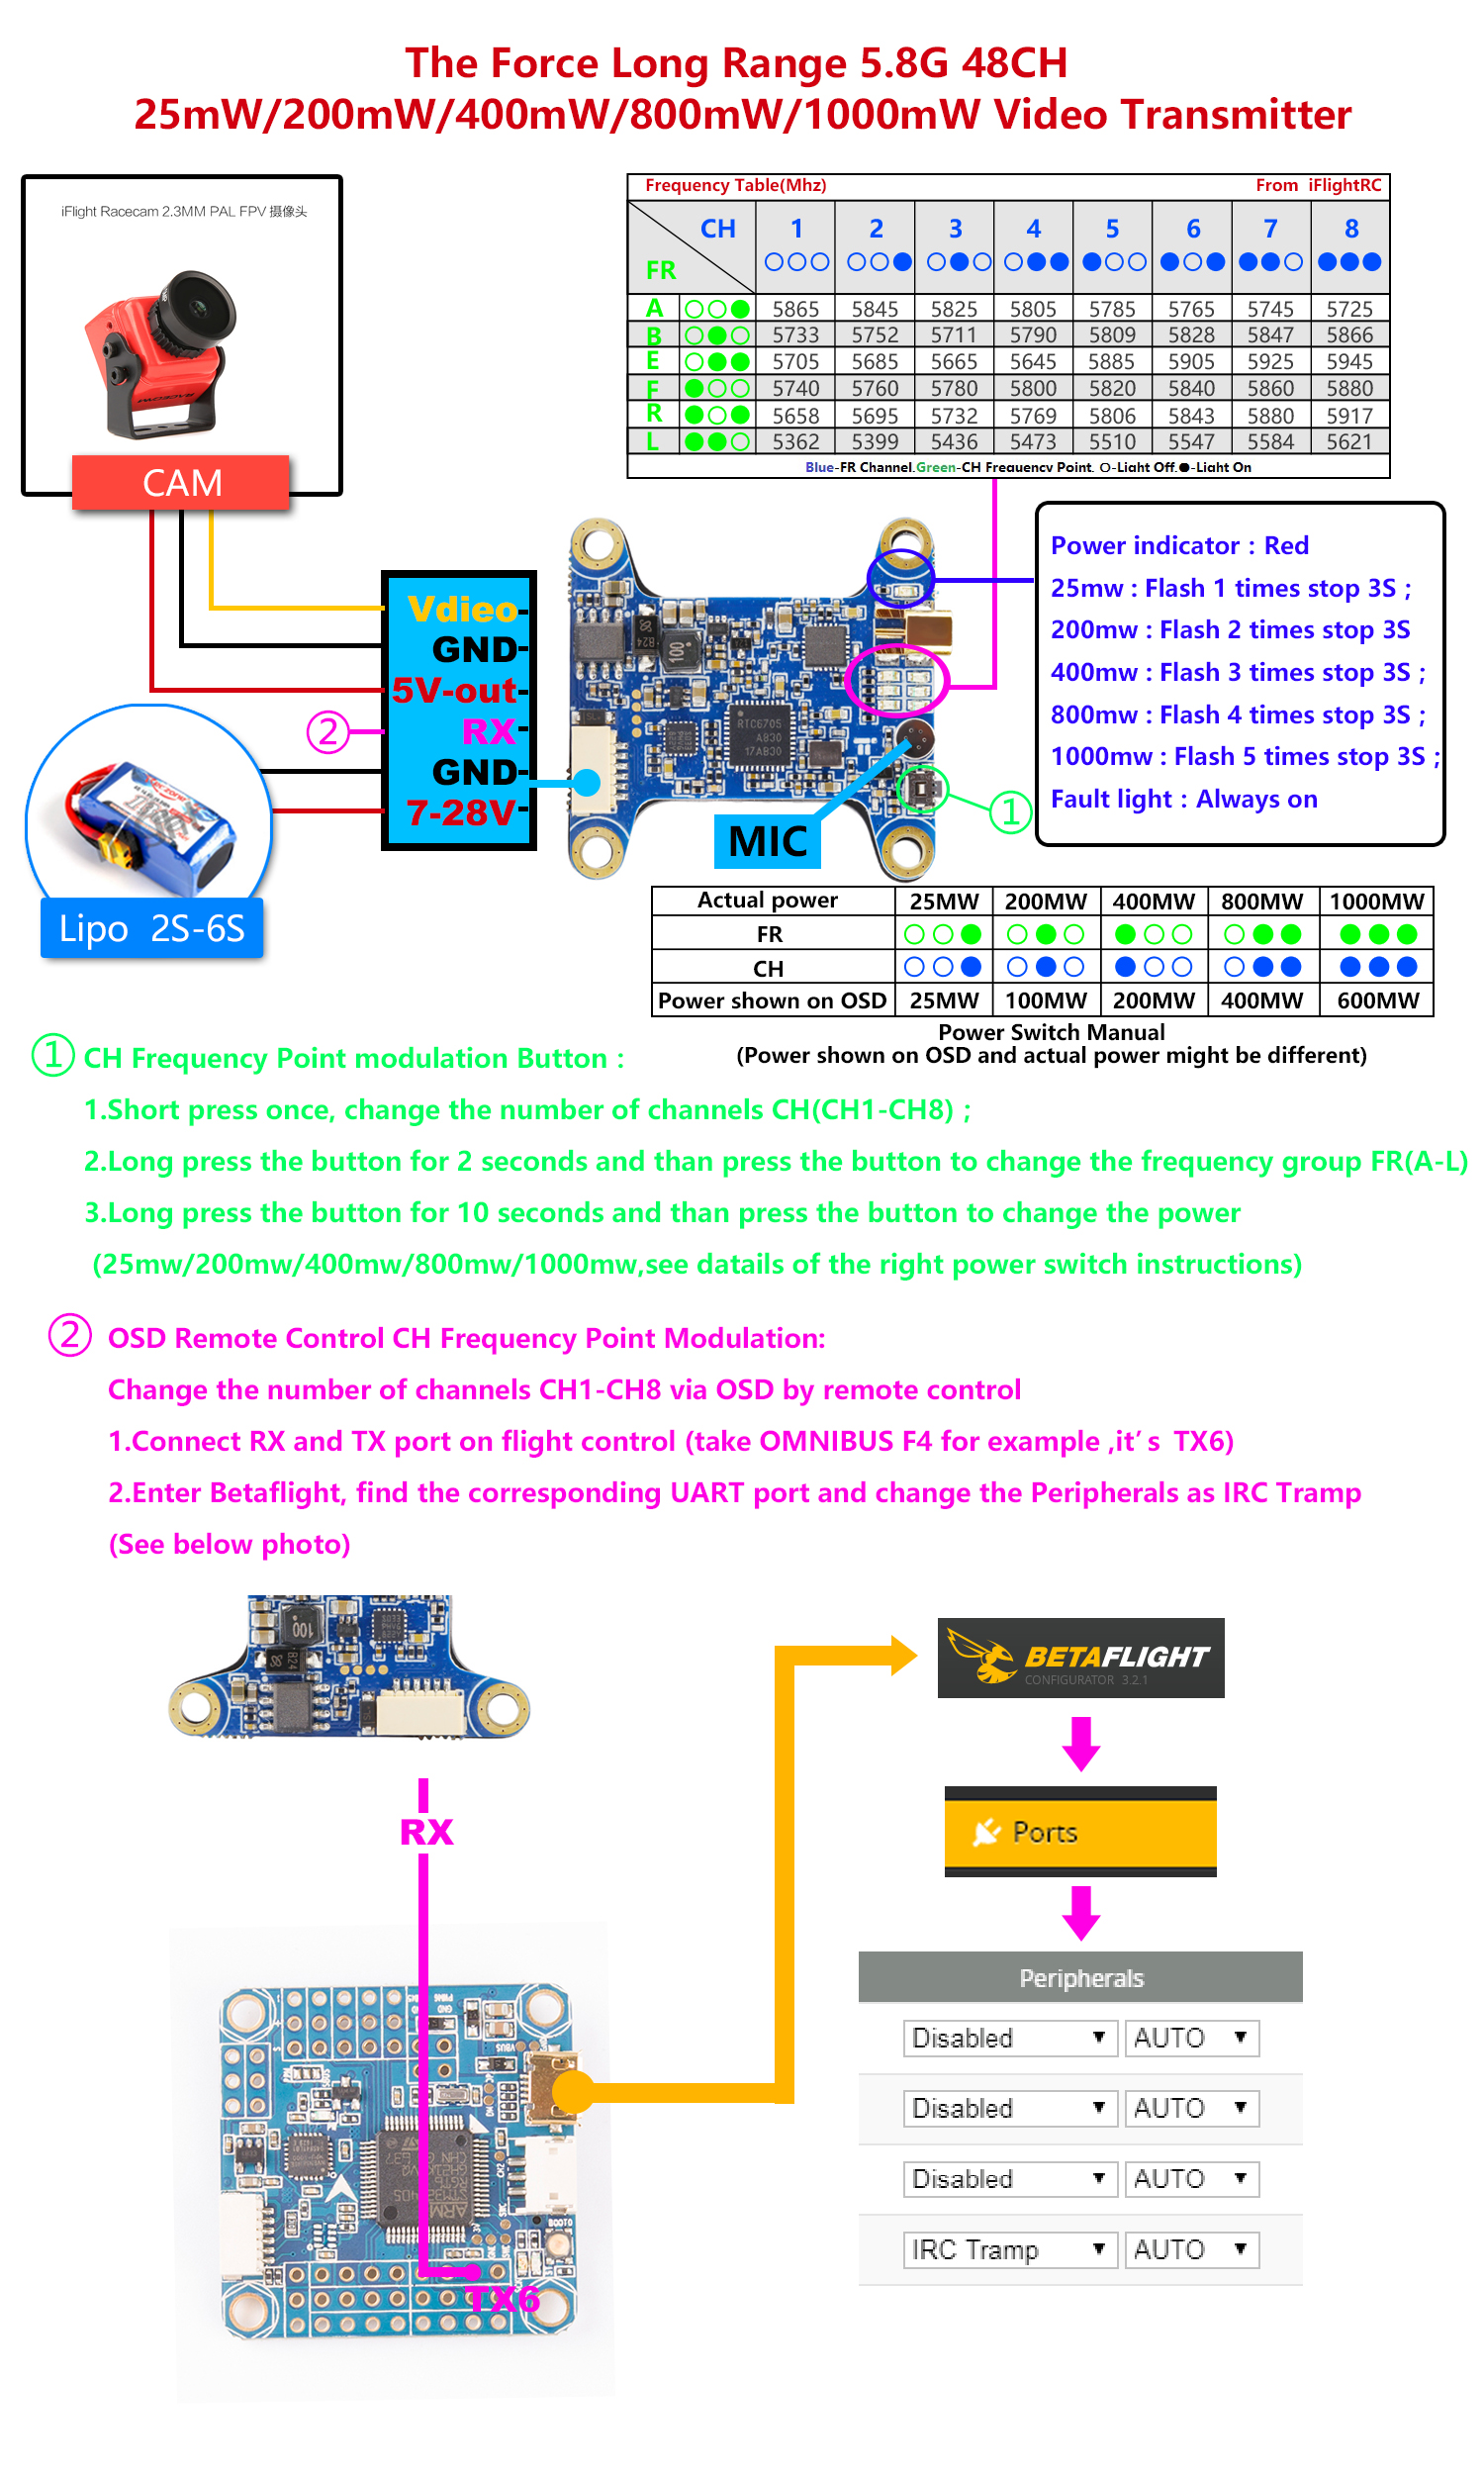 The Force Long Range 5.8G 48CH
25mW/200mW/400mW/800mW/1000mW Video Transmitter
iFlight Racecam 2.3MM PAL FPV 摄像头
CAM
Frequency Table(Mhz) From iFlightRC
CH 1 2 3 4 5 6 7 8
FR ○○○ ○○● ○●○ ○●● ●○○ ●○● ●●○ ●●●
A ○○● 5865 5845 5825 5805 5785 5765 5745 5725
B ○●○ 5733 5752 5711 5790 5809 5828 5847 5866
E ○●● 5705 5685 5665 5645 5885 5905 5925 5945
F ●○○ 5740 5760 5780 5800 5820 5840 5860 5880
R ●○● 5658 5695 5732 5769 5806 5843 5880 5917
L ●●○ 5362 5399 5436 5473 5510 5547 5584 5621
Blue-FR Channel.Green-CH Frequency Point. ○-Light Off.●-Light On
Vdieo-
GND-
5V-out-
② RX-
GND-
7-28V-
Lipo 2S-6S
R24
100
RTC6705
A830
17AB30
MIC
①
Power indicator : Red
25mw : Flash 1 times stop 3S ;
200mw : Flash 2 times stop 3S
400mw : Flash 3 times stop 3S ;
800mw : Flash 4 times stop 3S ;
1000mw : Flash 5 times stop 3S ;
Fault light : Always on
Actual power 25MW 200MW 400MW 800MW 1000MW
FR ○○● ○●○ ●○○ ○●● ●●●
CH ○○● ○●○ ●○○ ○●● ●●●
Power shown on OSD 25MW 100MW 200MW 400MW 600MW
Power Switch Manual
(Power shown on OSD and actual power might be different)
① CH Frequency Point modulation Button :
1.Short press once, change the number of channels CH(CH1-CH8) ;
2.Long press the button for 2 seconds and than press the button to change the frequency group FR(A-L)
3.Long press the button for 10 seconds and than press the button to change the power
(25mw/200mw/400mw/800mw/1000mw,see datails of the right power switch instructions)
② OSD Remote Control CH Frequency Point Modulation:
Change the number of channels CH1-CH8 via OSD by remote control
1.Connect RX and TX port on flight control (take OMNIBUS F4 for example ,it's TX6)
2.Enter Betaflight, find the corresponding UART port and change the Peripherals as IRC Tramp
(See below photo)
100
R24
RX
TX6
VBUS
BOOT0
ARM
BETAFLIGHT
CONFIGURATOR 3.2.1
Ports
Peripherals
Disabled AUTO
Disabled AUTO
Disabled AUTO
IRC Tramp AUTO